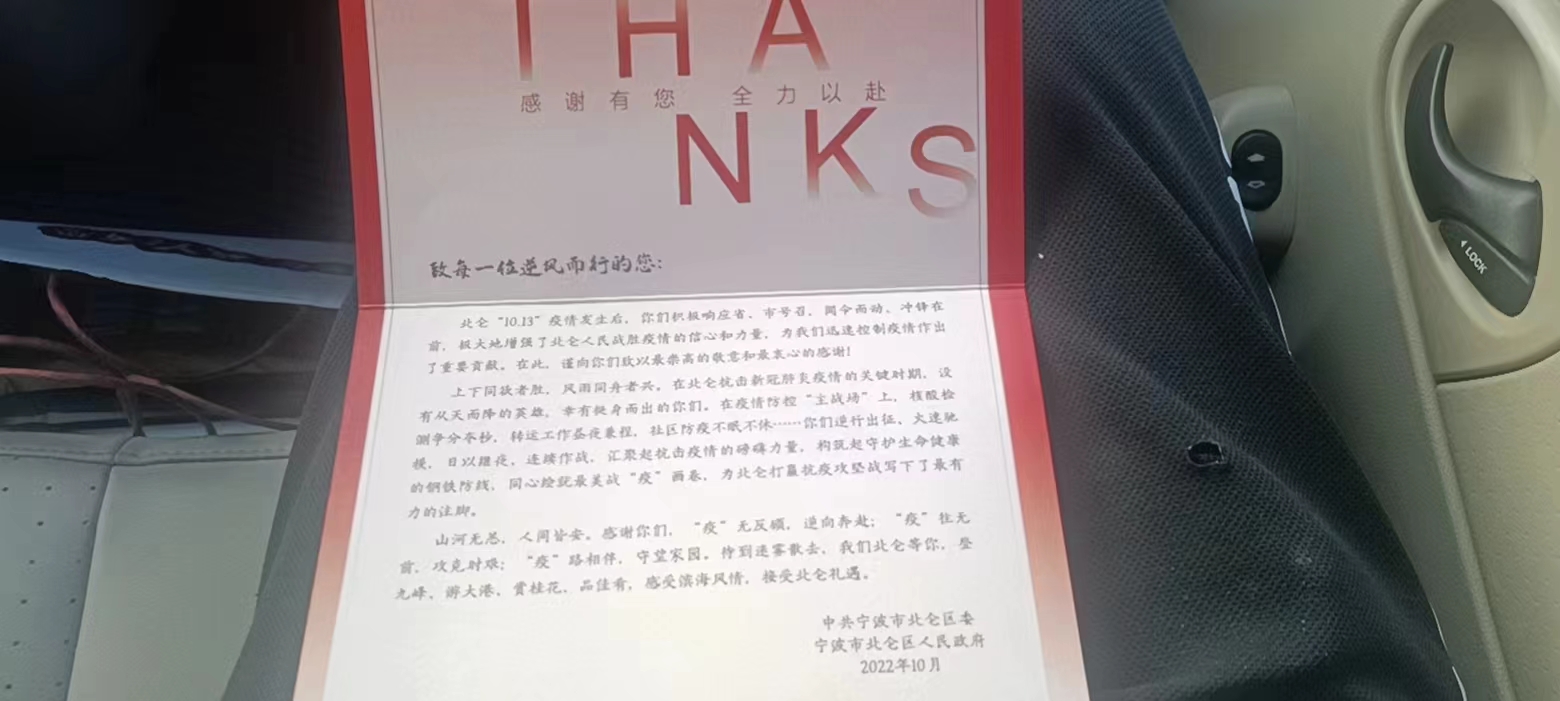 THA
感谢有您 全力以赴
NKS
致每一位逆风而行的您：
北仑“10.13”疫情发生后，你们积极响应省、市号召，闻令而动、冲锋在
前，极大地增强了北仑人民战胜疫情的信心和力量，为我们迅速控制疫情作出
了重要贡献。在此，谨向你们致以最崇高的敬意和最衷心的感谢！
上下同欲者胜，风雨同舟者兴。在北仑抗击新冠肺炎疫情的关键时期，没
有从天而降的英雄，幸有挺身而出的你们。在疫情防控“主战场”上，核酸检
测争分夺秒，转运工作昼夜兼程，社区防疫不眠不休……你们逆行出征、火速驰
援，日以继夜，连续作战，汇聚起抗击疫情的磅礴力量，构筑起守护生命健康
的钢铁防线，同心绘就最美战“疫”画卷，为北仑打赢抗疫攻坚战写下了最有
力的注脚。
山河无恙，人间皆安。感谢你们，“疫”无反顾，逆向奔赴；“疫”往无
前，攻克时艰；“疫”路相伴，守望家园。待到迷雾散去，我们北仑等你，登
九峰、游大港、赏桂花、品佳肴，感受滨海风情，接受北仑礼遇。
中共宁波市北仑区委
宁波市北仑区人民政府
2022年10月
LOCK